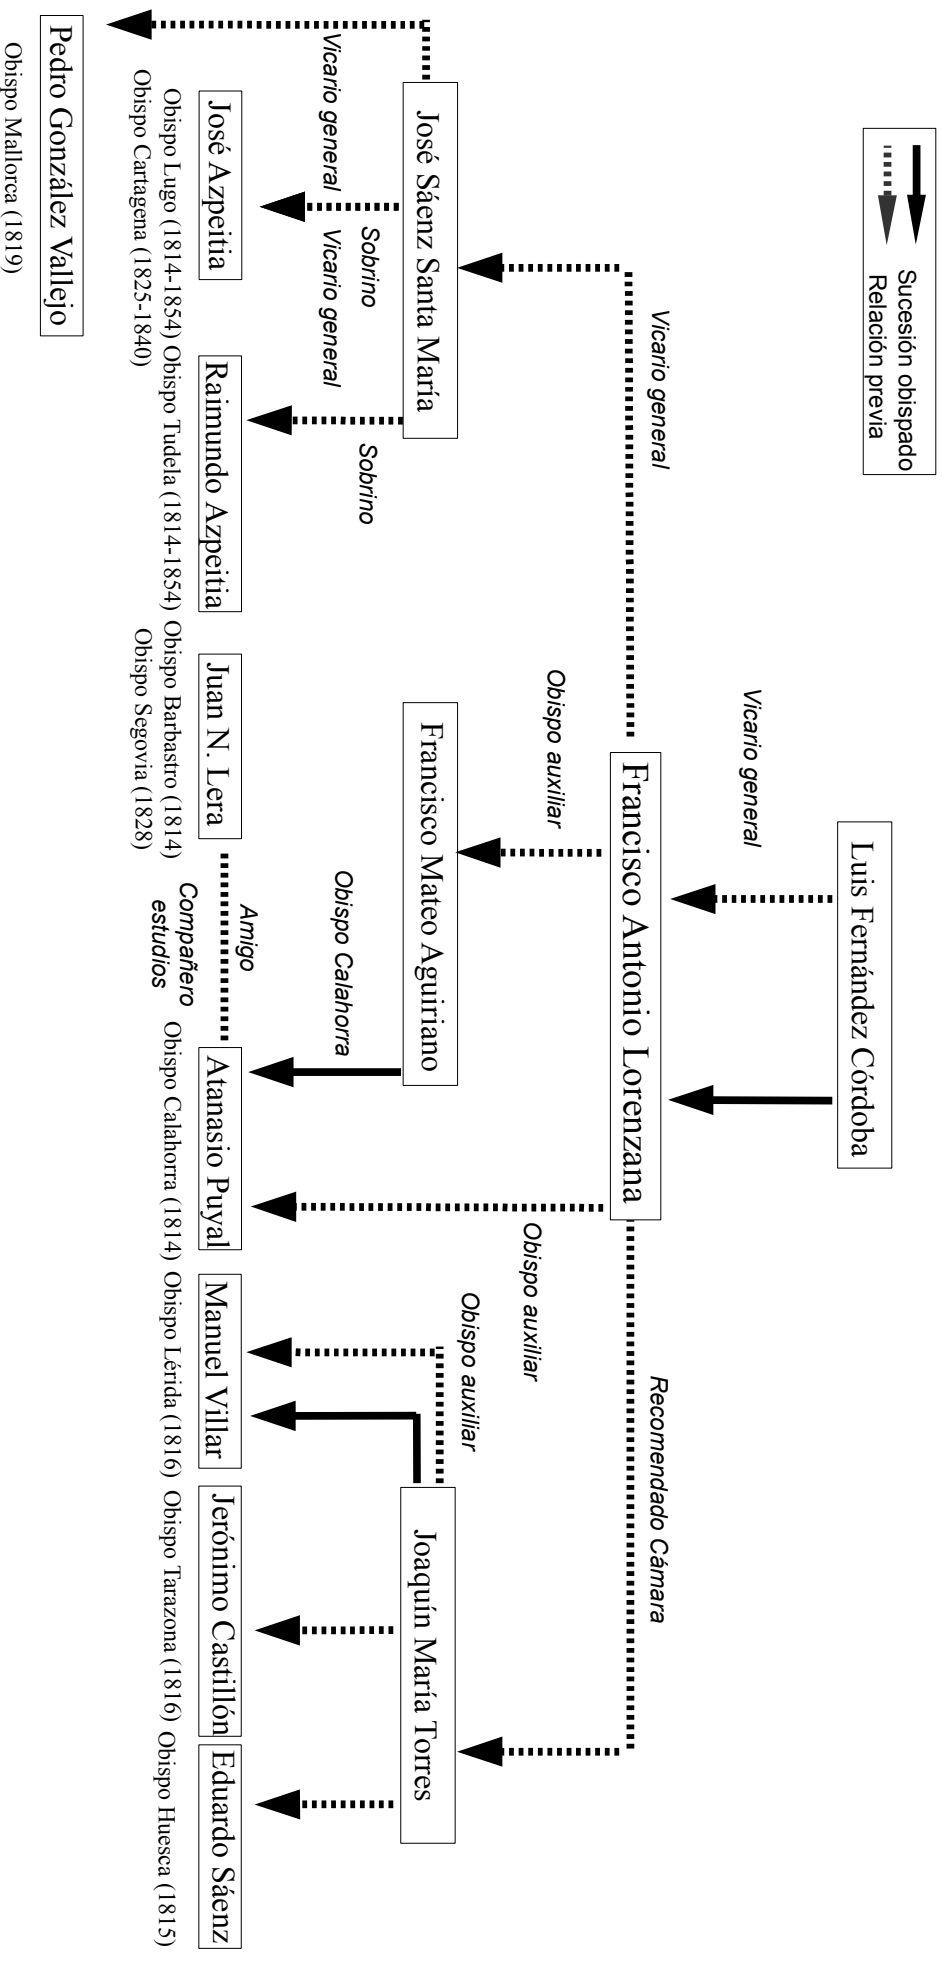 Sucesión obispado
Relación previa
Luis Fernández Córdoba
Vicario general
Francisco Antonio Lorenzana
Vicario general
Recomendado Cámara
Obispo auxiliar
Obispo auxiliar
José Sáenz Santa María
Francisco Mateo Aguiriano
Joaquín María Torres
Obispo auxiliar
Sobrino
Sobrino
Vicario general
Vicario general
Obispo Calahorra
Amigo
José Azpeitia
Raimundo Azpeitia
Juan N. Lera
Atanasio Puyal
Manuel Villar
Jerónimo Castillón
Eduardo Sáenz
Compañero
estudios
Obispo Lugo (1814-1854)
Obispo Cartagena (1825-1840)
Obispo Tudela (1814-1854)
Obispo Barbastro (1814)
Obispo Segovia (1828)
Obispo Calahorra (1814)
Obispo Lérida (1816)
Obispo Tarazona (1816)
Obispo Huesca (1815)
Pedro González Vallejo
Obispo Mallorca (1819)